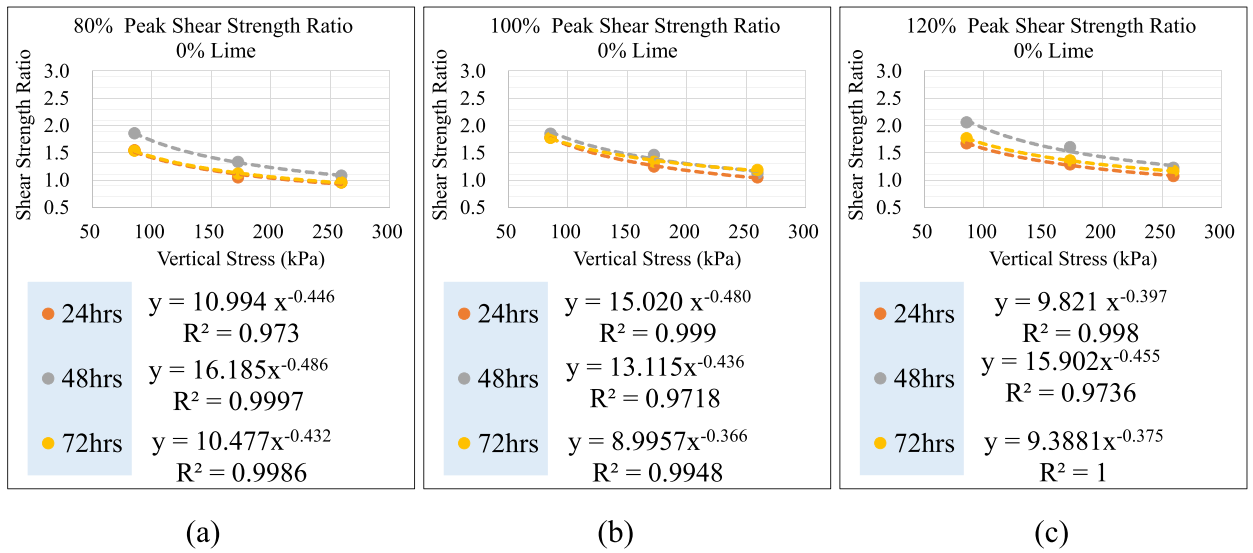 80% Peak Shear Strength Ratio
0% Lime
Shear Strength Ratio
3.0
2.5
2.0
1.5
1.0
0.5
50 100 150 200 250 300
Vertical Stress (kPa)
24hrs y = 10.994 x^-0.446
R² = 0.973
48hrs y = 16.185x^-0.486
R² = 0.9997
72hrs y = 10.477x^-0.432
R² = 0.9986
(a)
100% Peak Shear Strength Ratio
0% Lime
Shear Strength Ratio
3.0
2.5
2.0
1.5
1.0
0.5
50 100 150 200 250 300
Vertical Stress (kPa)
24hrs y = 15.020 x^-0.480
R² = 0.999
48hrs y = 13.115x^-0.436
R² = 0.9718
72hrs y = 8.9957x^-0.366
R² = 0.9948
(b)
120% Peak Shear Strength Ratio
0% Lime
Shear Strength Ratio
3.0
2.5
2.0
1.5
1.0
0.5
50 100 150 200 250 300
Vertical Stress (kPa)
24hrs y = 9.821 x^-0.397
R² = 0.998
48hrs y = 15.902x^-0.455
R² = 0.9736
72hrs y = 9.3881x^-0.375
R² = 1
(c)